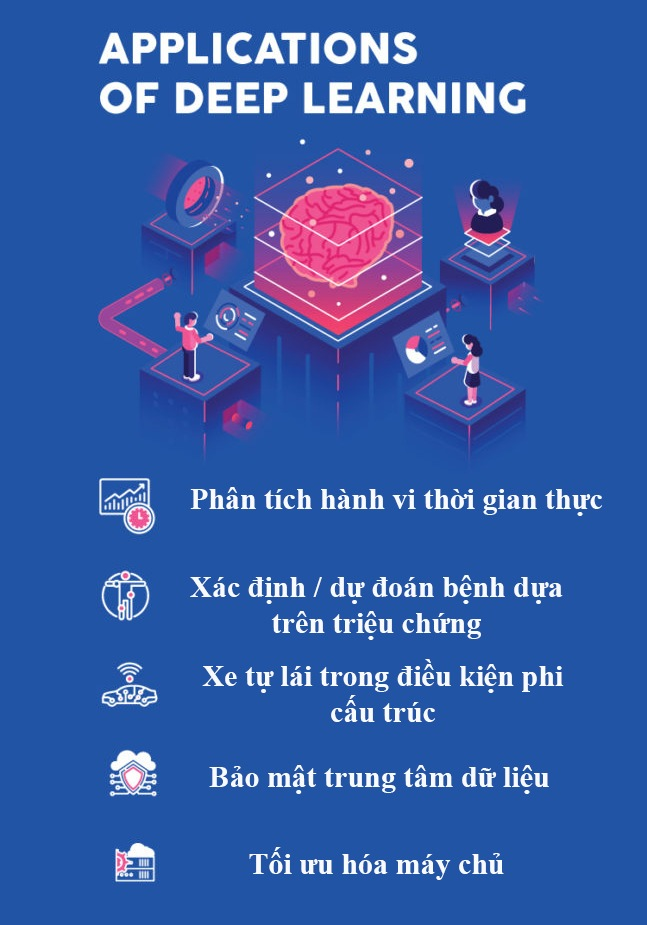 APPLICATIONS
OF DEEP LEARNING
Phân tích hành vi thời gian thực
Xác định / dự đoán bệnh dựa
trên triệu chứng
Xe tự lái trong điều kiện phi
cấu trúc
Bảo mật trung tâm dữ liệu
Tối ưu hóa máy chủ